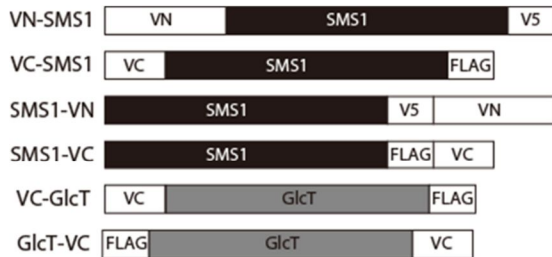 VN-SMS1 VN SMS1 V5
VC-SMS1 VC SMS1 FLAG
SMS1-VN SMS1 V5 VN
SMS1-VC SMS1 FLAG VC
VC-GlcT VC GlcT FLAG
GlcT-VC FLAG GlcT VC